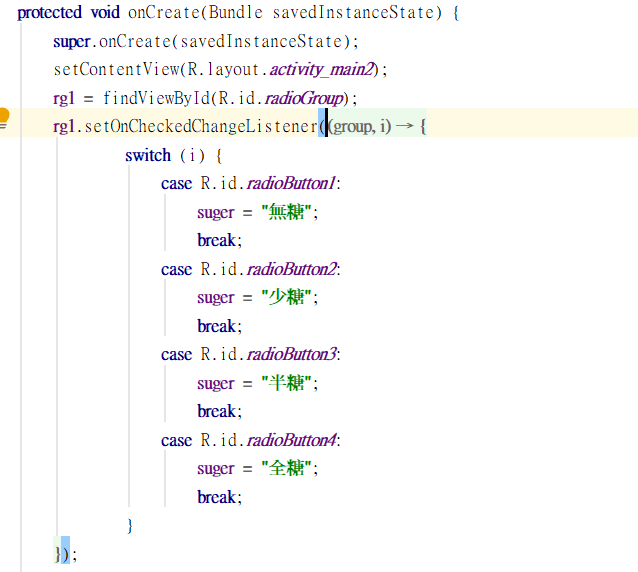 protected void onCreate(Bundle savedInstanceState) {
super.onCreate(savedInstanceState);
setContentView(R.layout.activity_main2);
rg1 = findViewById(R.id.radioGroup);
rg1.setOnCheckedChangeListener((group, i) → {
switch (i) {
case R.id.radioButton1:
suger = "無糖";
break;
case R.id.radioButton2:
suger = "少糖";
break;
case R.id.radioButton3:
suger = "半糖";
break;
case R.id.radioButton4:
suger = "全糖";
break;
}
});